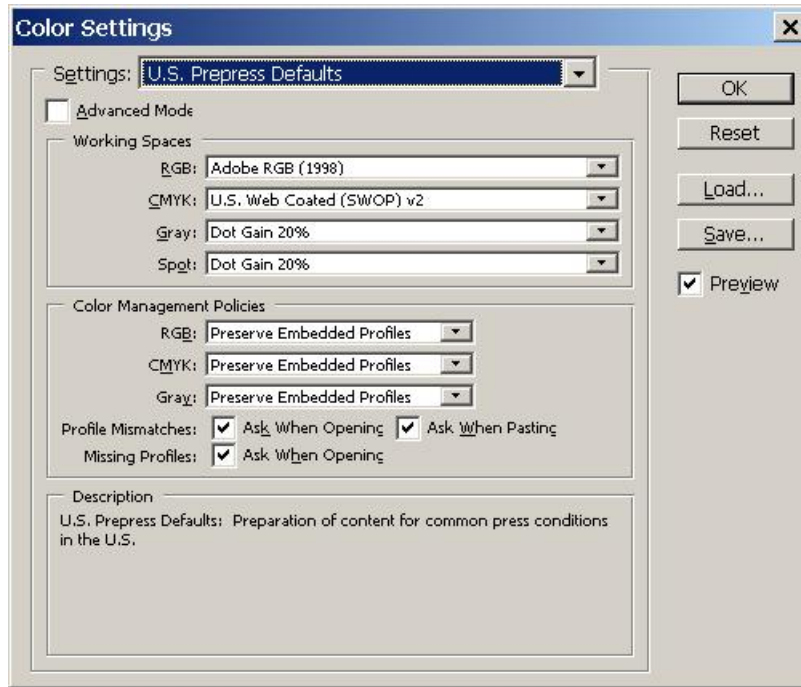 Color Settings
Settings: U.S. Prepress Defaults
Advanced Mode
Working Spaces
RGB: Adobe RGB (1998)
CMYK: U.S. Web Coated (SWOP) v2
Gray: Dot Gain 20%
Spot: Dot Gain 20%
Color Management Policies
RGB: Preserve Embedded Profiles
CMYK: Preserve Embedded Profiles
Gray: Preserve Embedded Profiles
Profile Mismatches: Ask When Opening Ask When Pasting
Missing Profiles: Ask When Opening
Description
U.S. Prepress Defaults: Preparation of content for common press conditions
in the U.S.
OK
Reset
Load...
Save...
Preview